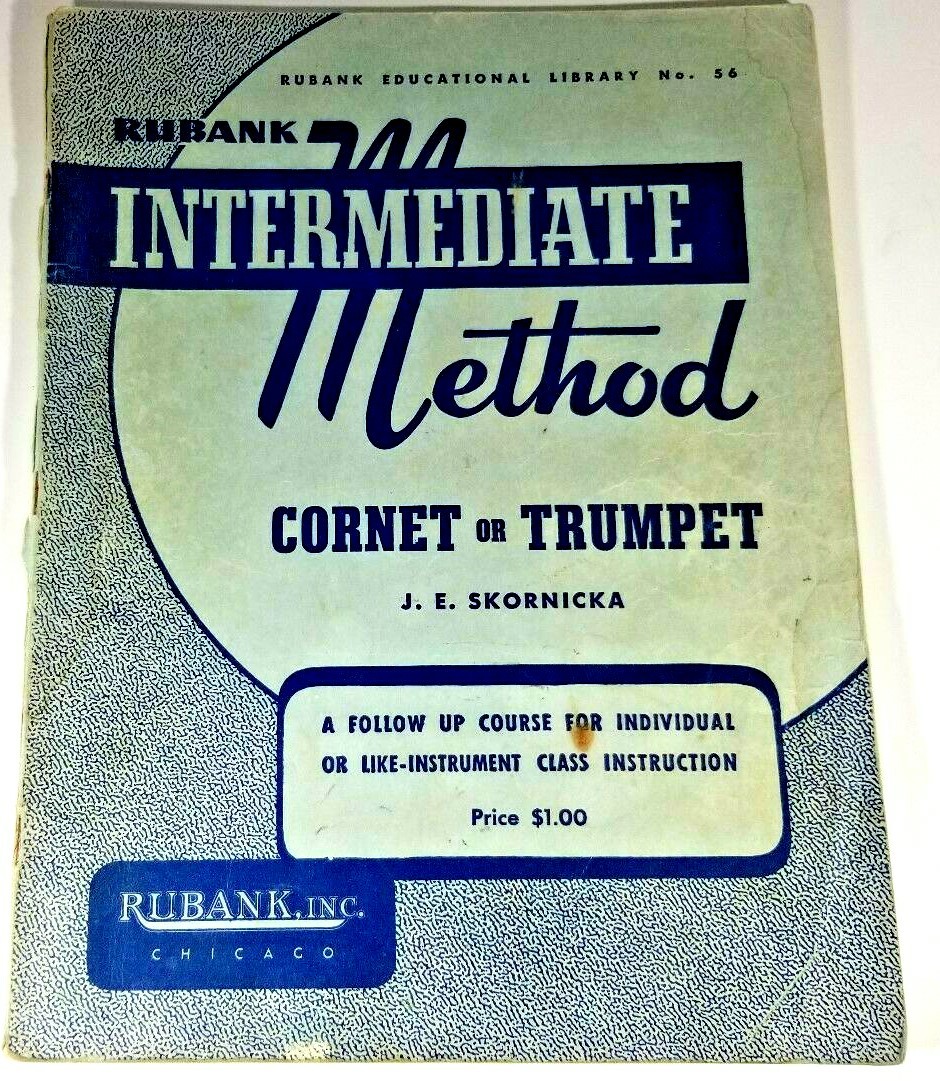 RUBANK EDUCATIONAL LIBRARY No. 56
RUBANK
INTERMEDIATE
Method
CORNET OR TRUMPET
J. E. SKORNICKA
A FOLLOW UP COURSE FOR INDIVIDUAL
OR LIKE-INSTRUMENT CLASS INSTRUCTION
Price $1.00
RUBANK, INC.
CHICAGO